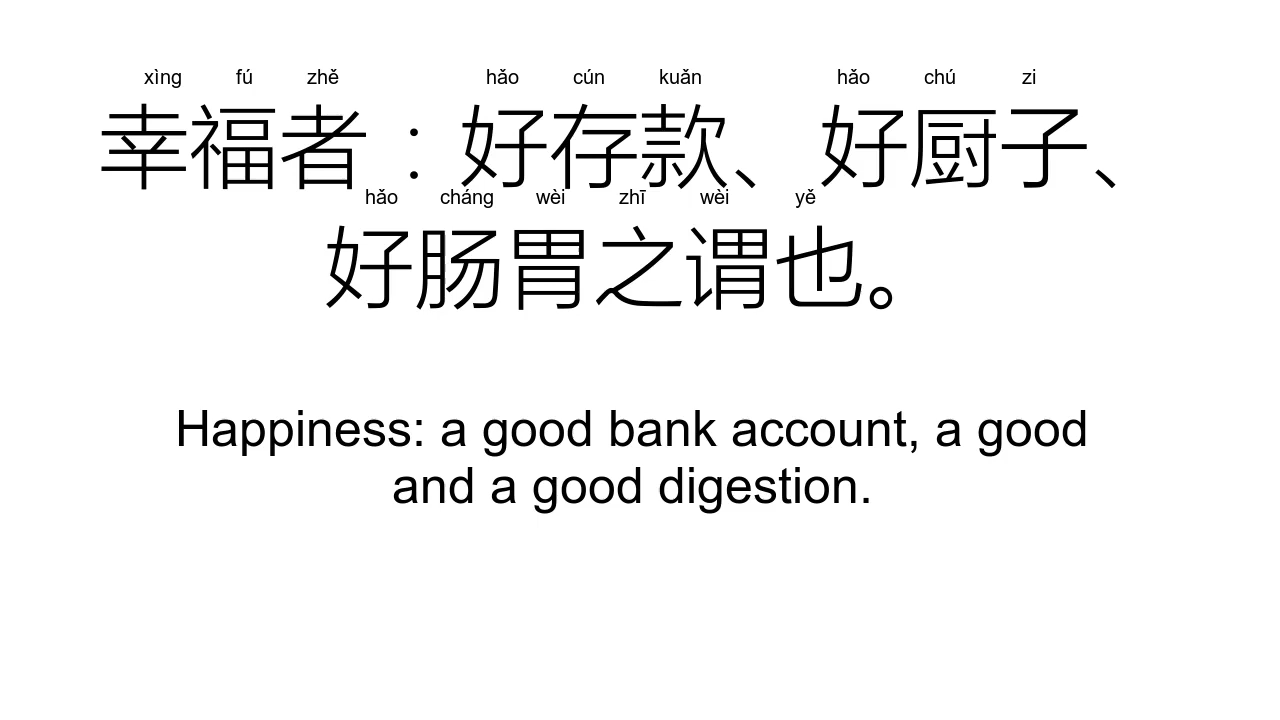 xìng fú zhě hǎo cún kuǎn hǎo chú zi
幸福者：好存款、好厨子、
hǎo cháng wèi zhī wèi yě
好肠胃之谓也。
Happiness: a good bank account, a good
and a good digestion.